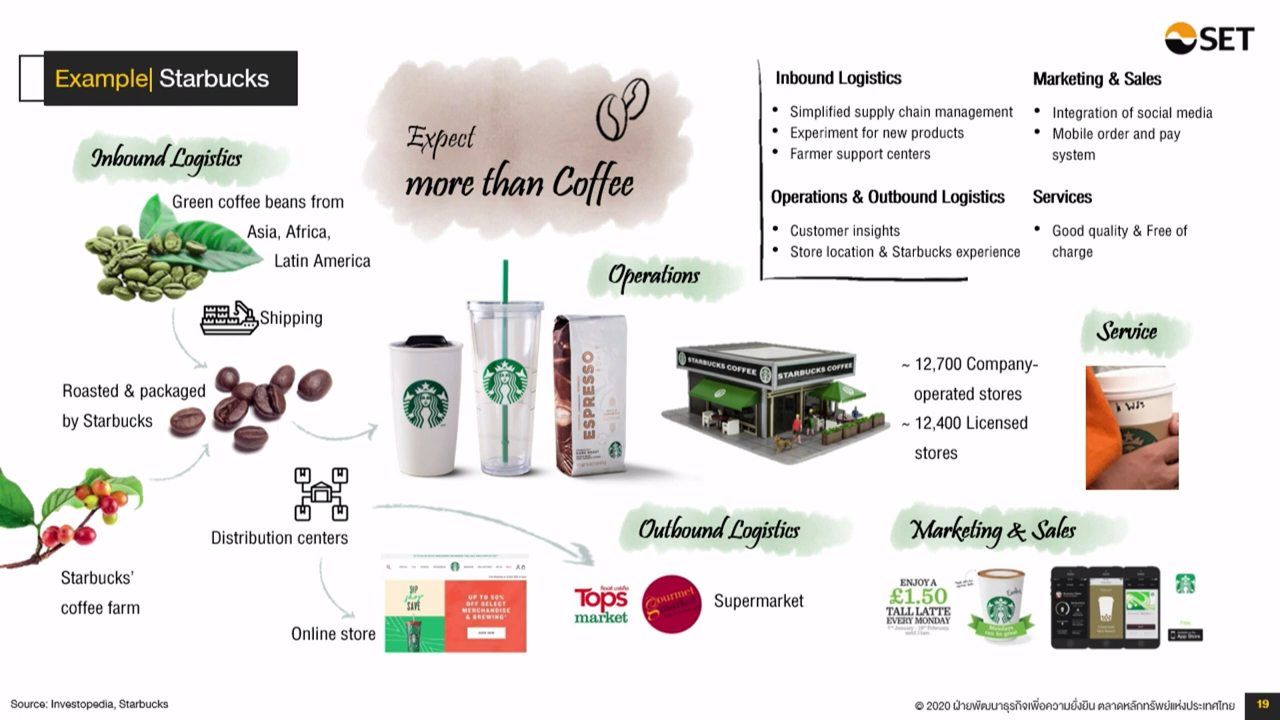 SET
Example| Starbucks
Expect
more than Coffee
Inbound Logistics
• Simplified supply chain management
• Experiment for new products
• Farmer support centers
Operations & Outbound Logistics
• Customer insights
• Store location & Starbucks experience
Marketing & Sales
• Integration of social media
• Mobile order and pay
system
Services
• Good quality & Free of
charge
Inbound Logistics
Green coffee beans from
Asia, Africa,
Latin America
Shipping
Roasted & packaged
by Starbucks
Starbucks’
coffee farm
Distribution centers
Online store
UP TO 50%
OFF SELECT
MERCHANDISE
& BREWING*
Operations
ESPRESSO
STARBUCKS COFFEE
STARBUCKS COFFEE
~ 12,700 Company-
operated stores
~ 12,400 Licensed
stores
Service
Outbound Logistics
Tops
market
gourmet
market
Supermarket
Marketing & Sales
ENJOY A
£1.50
TALL LATTE
EVERY MONDAY
Mondays
can be great
App Store
Source: Investopedia, Starbucks
© 2020 ฝ่ายพัฒนาธุรกิจเพื่อความยั่งยืน ตลาดหลักทรัพย์แห่งประเทศไทย
19